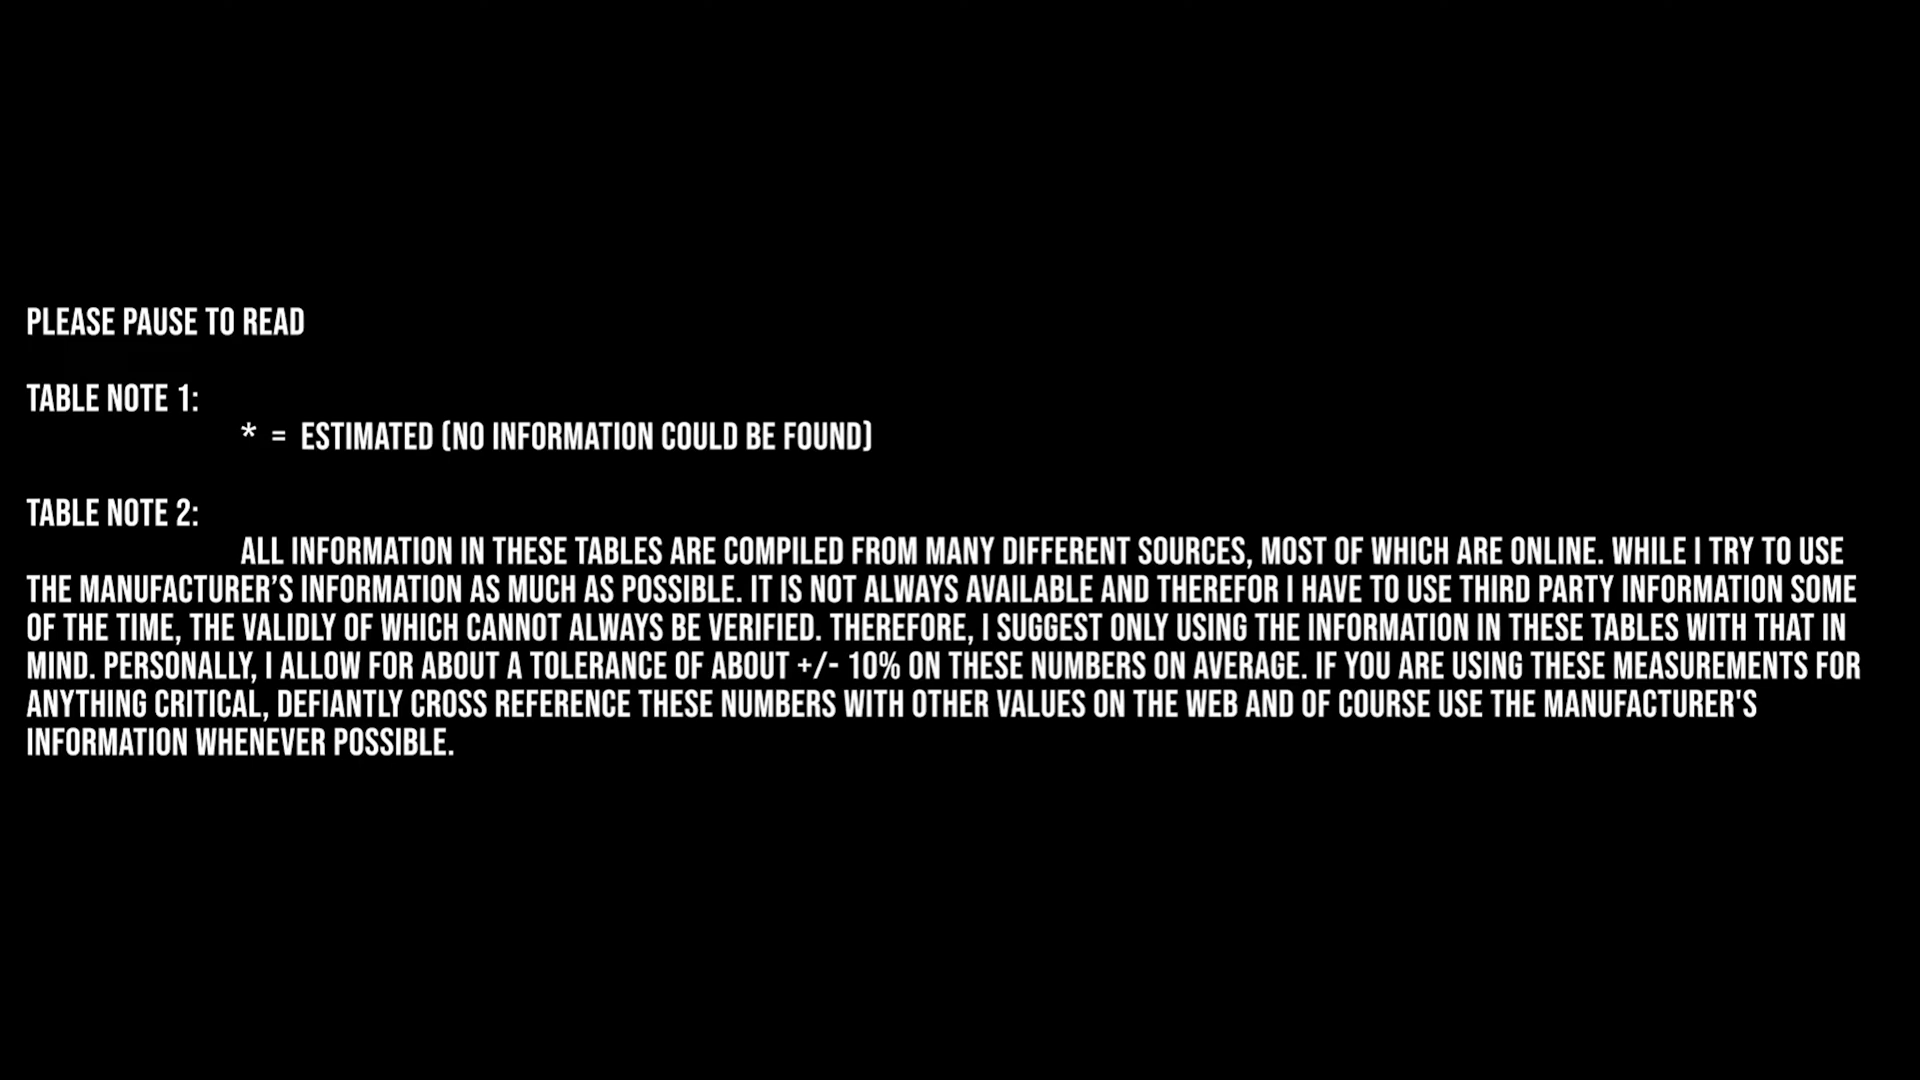 PLEASE PAUSE TO READ
TABLE NOTE 1:
* = ESTIMATED (NO INFORMATION COULD BE FOUND)
TABLE NOTE 2:
ALL INFORMATION IN THESE TABLES ARE COMPILED FROM MANY DIFFERENT SOURCES, MOST OF WHICH ARE ONLINE. WHILE I TRY TO USE
THE MANUFACTURER’S INFORMATION AS MUCH AS POSSIBLE. IT IS NOT ALWAYS AVAILABLE AND THEREFOR I HAVE TO USE THIRD PARTY INFORMATION SOME
OF THE TIME, THE VALIDLY OF WHICH CANNOT ALWAYS BE VERIFIED. THEREFORE, I SUGGEST ONLY USING THE INFORMATION IN THESE TABLES WITH THAT IN
MIND. PERSONALLY, I ALLOW FOR ABOUT A TOLERANCE OF ABOUT +/- 10% ON THESE NUMBERS ON AVERAGE. IF YOU ARE USING THESE MEASUREMENTS FOR
ANYTHING CRITICAL, DEFIANTLY CROSS REFERENCE THESE NUMBERS WITH OTHER VALUES ON THE WEB AND OF COURSE USE THE MANUFACTURER'S
INFORMATION WHENEVER POSSIBLE.